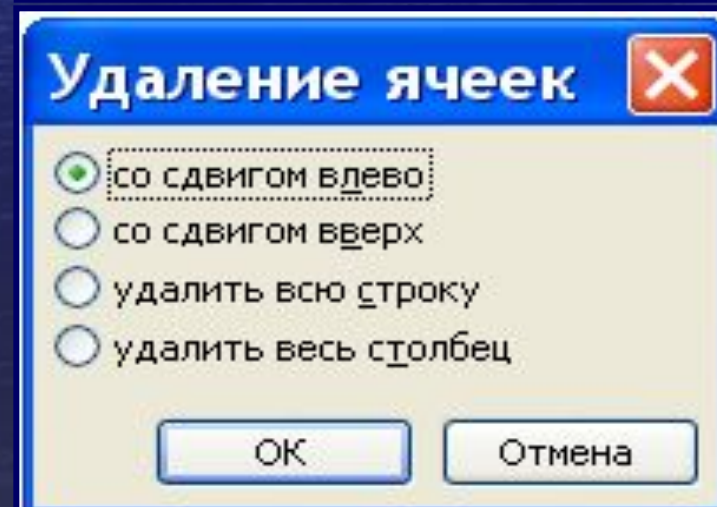 Удаление ячеек
со сдвигом влево
со сдвигом вверх
удалить всю строку
удалить весь столбец
ОК
Отмена